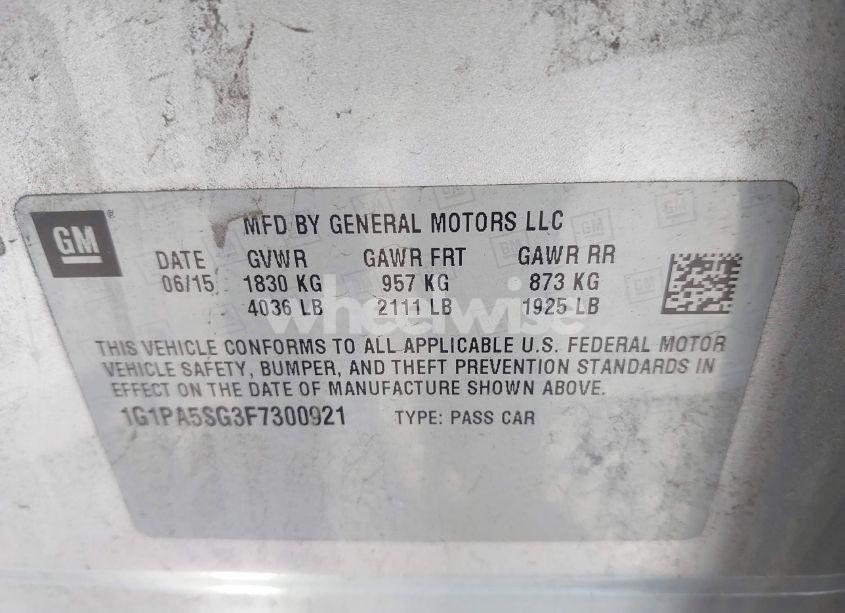 GM
MFD BY GENERAL MOTORS LLC
DATE GVWR GAWR FRT GAWR RR
06/15 1830 KG 957 KG 873 KG
4036 LB 2111 LB 1925 LB
wheelwise
THIS VEHICLE CONFORMS TO ALL APPLICABLE U.S. FEDERAL MOTOR
VEHICLE SAFETY, BUMPER, AND THEFT PREVENTION STANDARDS IN
EFFECT ON THE DATE OF MANUFACTURE SHOWN ABOVE.
1G1PA5SG3F7300921 TYPE: PASS CAR